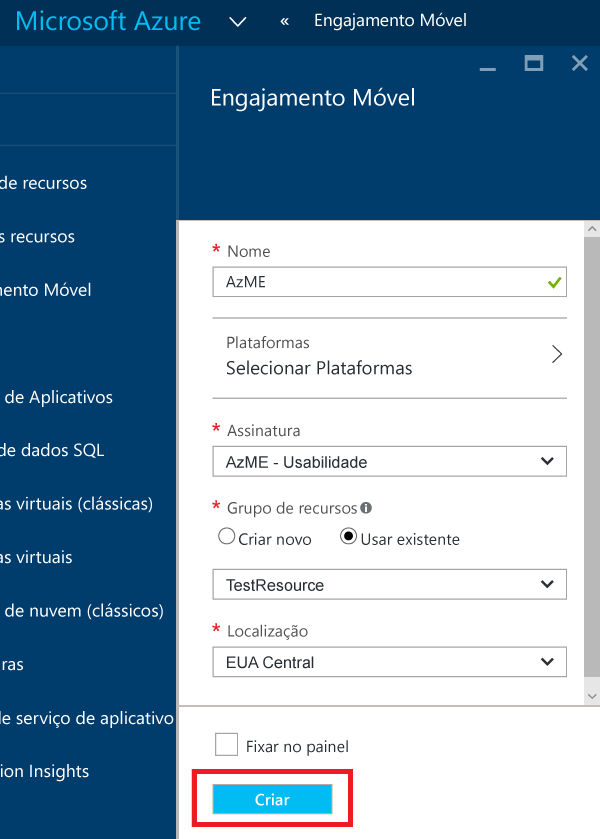 Microsoft Azure « Engajamento Móvel
Engajamento Móvel
de recursos
s recursos
ento Móvel
de Aplicativos
de dados SQL
as virtuais (clássicas)
as virtuais
de nuvem (clássicos)
ras
de serviço de aplicativo
ion Insights
* Nome
AzME
Plataformas
Selecionar Plataformas
* Assinatura
AzME - Usabilidade
* Grupo de recursos
Criar novo Usar existente
TestResource
* Localização
EUA Central
Fixar no painel
Criar